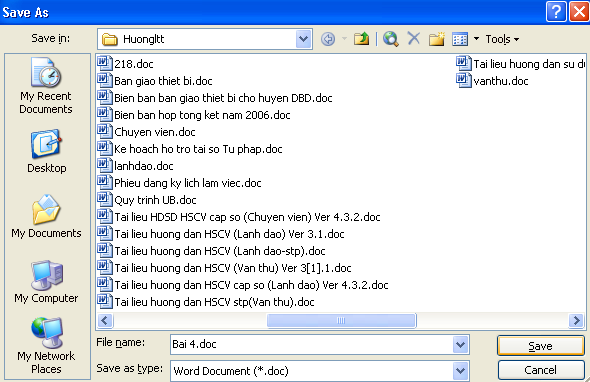 Save As
Save in:
Huongltt
Tools
My Recent
Documents
Desktop
My Documents
My Computer
My Network
Places
218.doc
Ban giao thiet bi.doc
Bien ban ban giao thiet bi cho huyen DBD.doc
Bien ban hop tong ket nam 2006.doc
Chuyen vien.doc
Ke hoach ho tro tai so Tu phap.doc
lanhdao.doc
Phieu dang ky lich lam viec.doc
Quy trinh UB.doc
Tai lieu HDSD HSCV cap so (Chuyen vien) Ver 4.3.2.doc
Tai lieu huong dan HSCV (Lanh dao) Ver 3.1.doc
Tai lieu huong dan HSCV (Lanh dao-stp).doc
Tai lieu huong dan HSCV (Van thu) Ver 3[1].1.doc
Tai lieu huong dan HSCV cap so (Lanh dao) Ver 4.3.2.doc
Tai lieu huong dan HSCV stp(Van thu).doc
Tai lieu huong dan su du
vanthu.doc
File name:
Bai 4.doc
Save
Save as type:
Word Document (*.doc)
Cancel